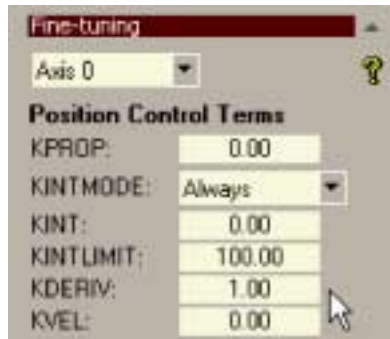 Fine-tuning
Axis 0
?
Position Control Terms
KPROP: 0.00
KINTMODE: Always
KINT: 0.00
KINTLIMIT: 100.00
KDERIV: 1.00
KVEL: 0.00